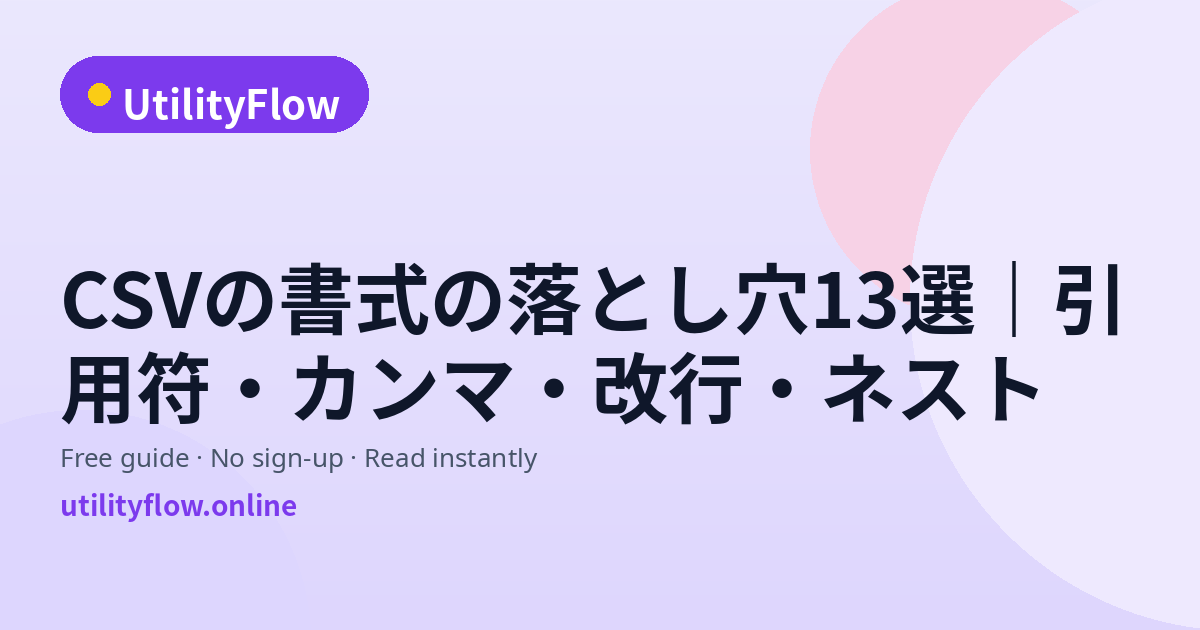 UtilityFlow
CSVの書式の落とし穴13選｜引
用符・カンマ・改行・ネスト
Free guide · No sign-up · Read instantly
utilityflow.online